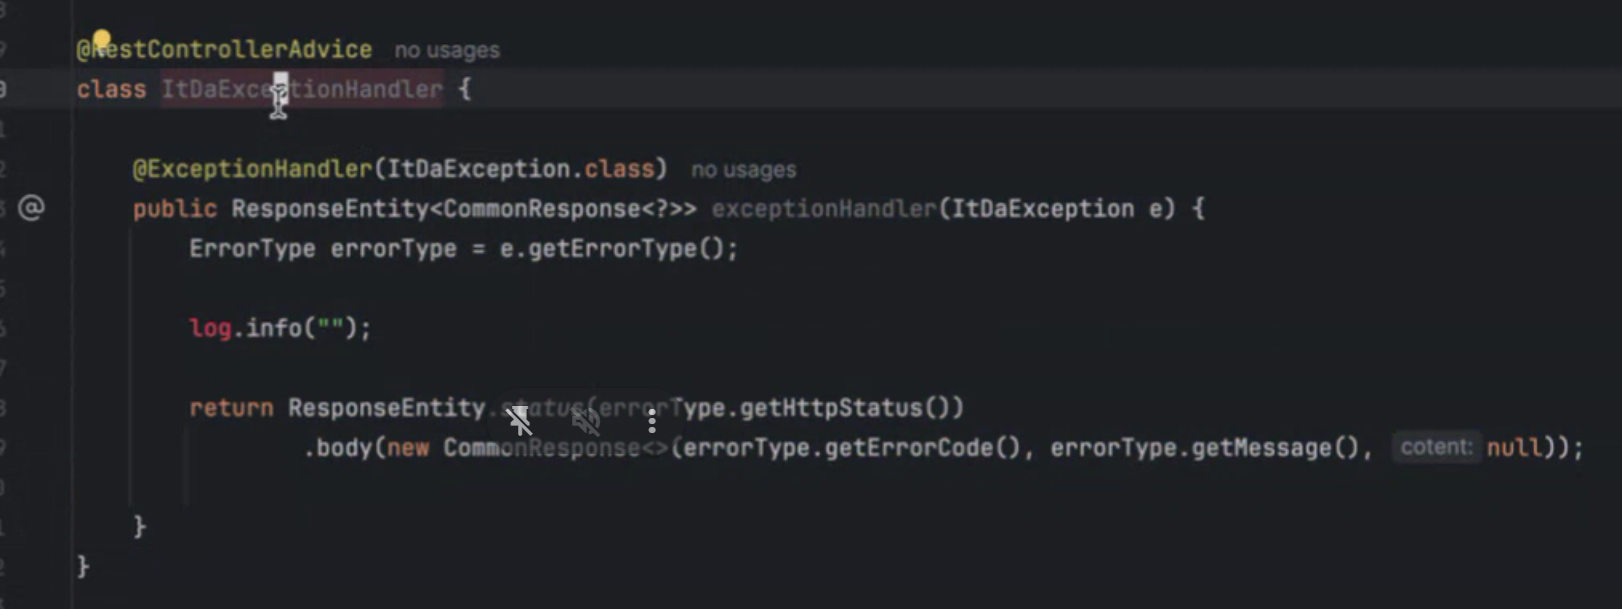 @RestControllerAdvice no usages
class ItDaExceptionHandler {
@ExceptionHandler(ItDaException.class) no usages
public ResponseEntity<CommonResponse<?>> exceptionHandler(ItDaException e) {
ErrorType errorType = e.getErrorType();
log.info("");
return ResponseEntity.status(errorType.getHttpStatus())
.body(new CommonResponse<>(errorType.getErrorCode(), errorType.getMessage(), cotent: null));
}
}